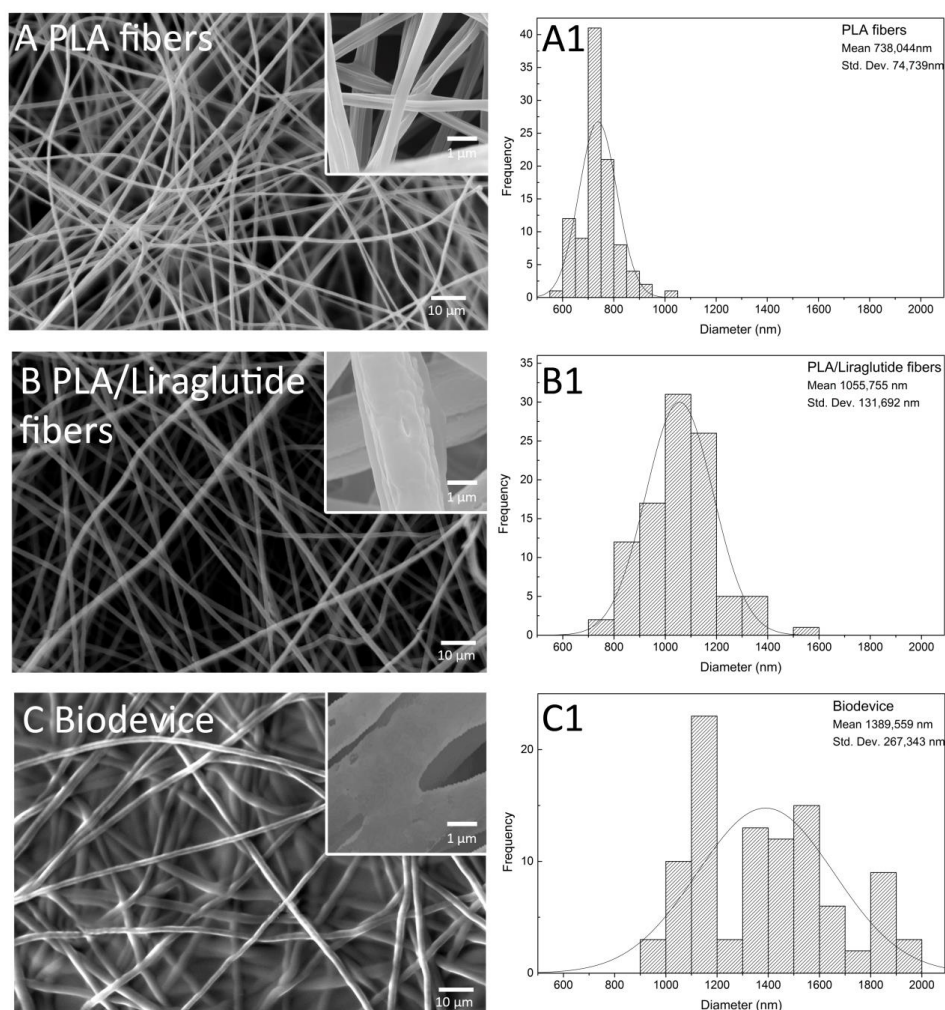 A PLA fibers
1 µm
10 µm
A1
PLA fibers
Mean 738,044nm
Std. Dev. 74,739nm
Frequency
40
35
30
25
20
15
10
5
0
600 800 1000 1200 1400 1600 1800 2000
Diameter (nm)
B PLA/Liraglutide
fibers
1 µm
10 µm
B1
PLA/Liraglutide fibers
Mean 1055,755 nm
Std. Dev. 131,692 nm
Frequency
35
30
25
20
15
10
5
0
600 800 1000 1200 1400 1600 1800 2000
Diameter (nm)
C Biodevice
1 µm
10 µm
C1
Biodevice
Mean 1389,559 nm
Std. Dev. 267,343 nm
Frequency
20
10
0
600 800 1000 1200 1400 1600 1800 2000
Diameter (nm)